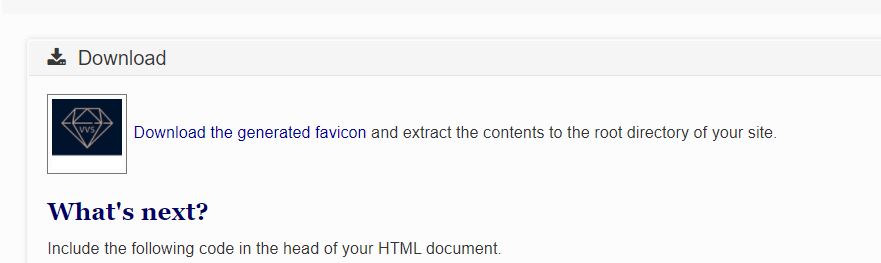 Download
VVS
Download the generated favicon and extract the contents to the root directory of your site.
What's next?
Include the following code in the head of your HTML document.